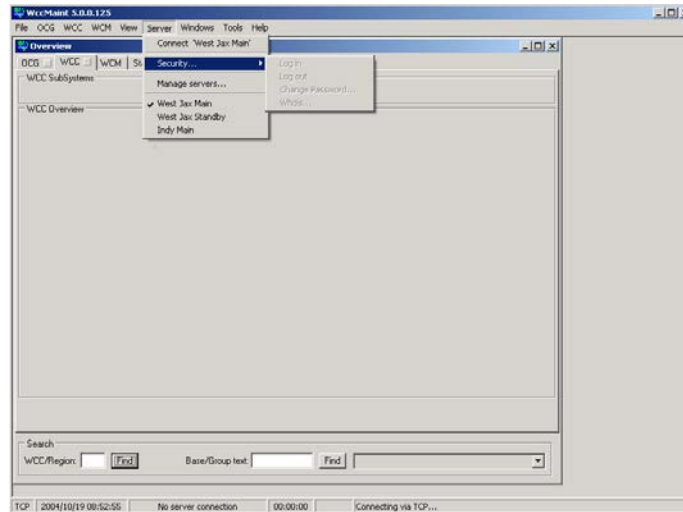 WccMaint 5.0.0.125
File OCG WCC WCM View Server Windows Tools Help
Overview
Connect 'West Jax Main'
OCG WCC WCM
Security...
Log in
WCC SubSystems
Log out
Manage servers...
Change Password...
Whois...
WCC Overview
West Jax Main
West Jax Standby
Indy Main
Search
WCC/Region: Find Base/Group text: Find
TCP 2004/10/19 08:52:55 No server connection 00:00:00 Connecting via TCP...